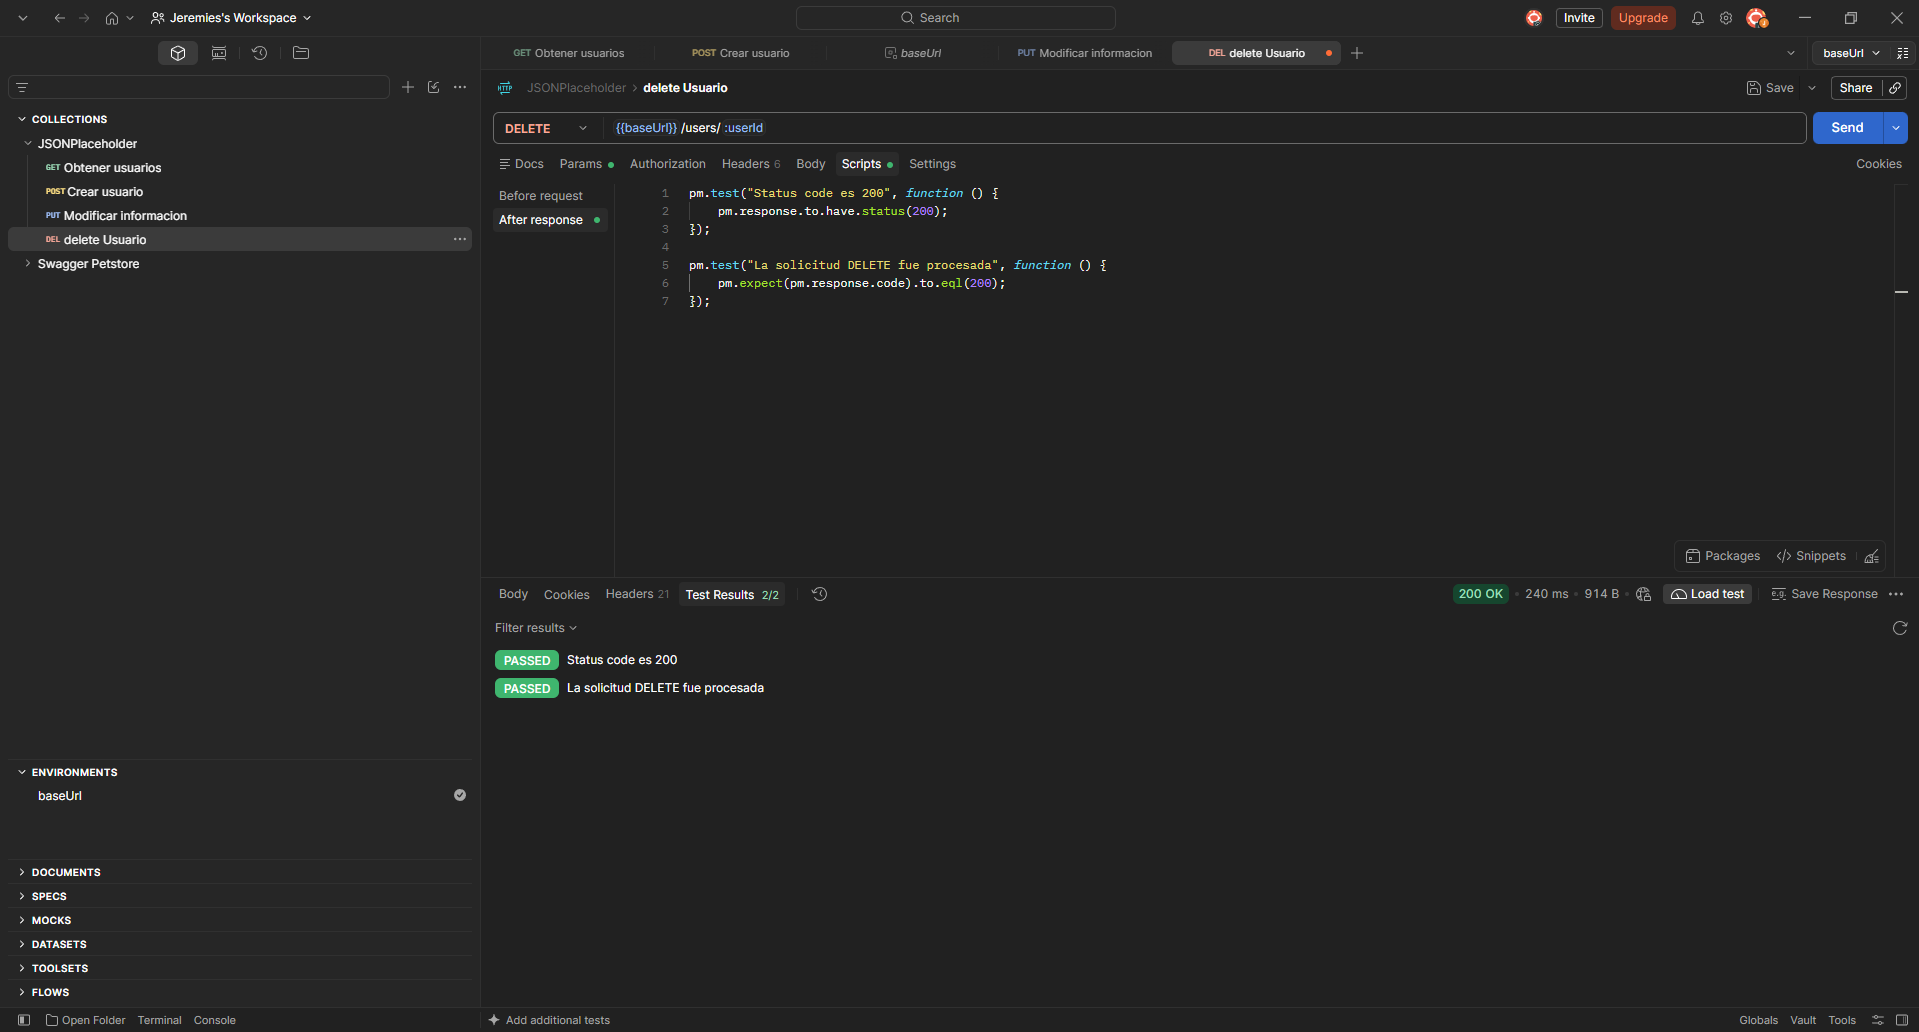 Jeremies's Workspace
Search
Invite
Upgrade
GET Obtener usuarios
POST Crear usuario
baseUrl
PUT Modificar informacion
DEL delete Usuario
baseUrl
HTTP JSONPlaceholder > delete Usuario
Save
Share
COLLECTIONS
JSONPlaceholder
GET Obtener usuarios
POST Crear usuario
PUT Modificar informacion
DEL delete Usuario
Swagger Petstore
DELETE
{{baseUrl}} /users/ :userId
Send
Docs
Params
Authorization
Headers 6
Body
Scripts
Settings
Cookies
Before request
After response
1 pm.test("Status code es 200", function () {
2 pm.response.to.have.status(200);
3 });
4
5 pm.test("La solicitud DELETE fue procesada", function () {
6 pm.expect(pm.response.code).to.eql(200);
7 });
Packages
Snippets
Body
Cookies
Headers 21
Test Results 2/2
200 OK
240 ms
914 B
Load test
e.g. Save Response
Filter results
PASSED Status code es 200
PASSED La solicitud DELETE fue procesada
ENVIRONMENTS
baseUrl
DOCUMENTS
SPECS
MOCKS
DATASETS
TOOLSETS
FLOWS
Open Folder
Terminal
Console
Add additional tests
Globals
Vault
Tools